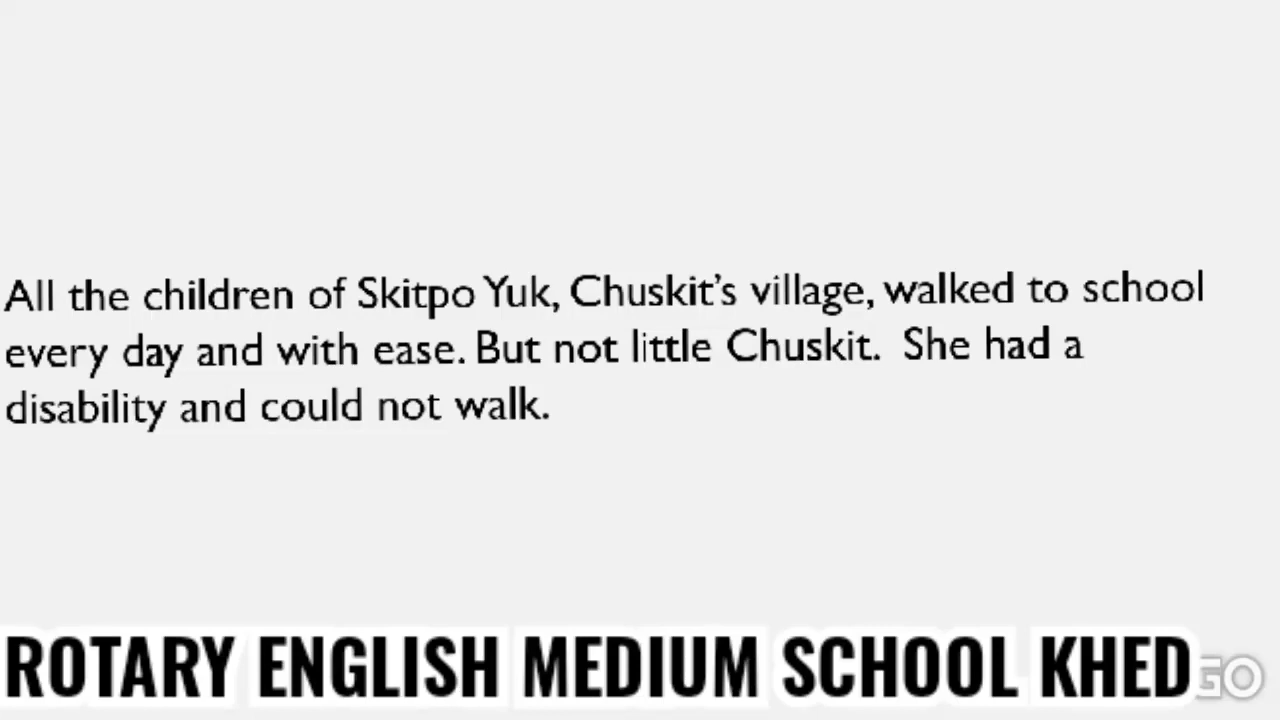 All the children of Skitpo Yuk, Chuskit's village, walked to school
every day and with ease. But not little Chuskit. She had a
disability and could not walk.
ROTARY ENGLISH MEDIUM SCHOOL KHED
GO